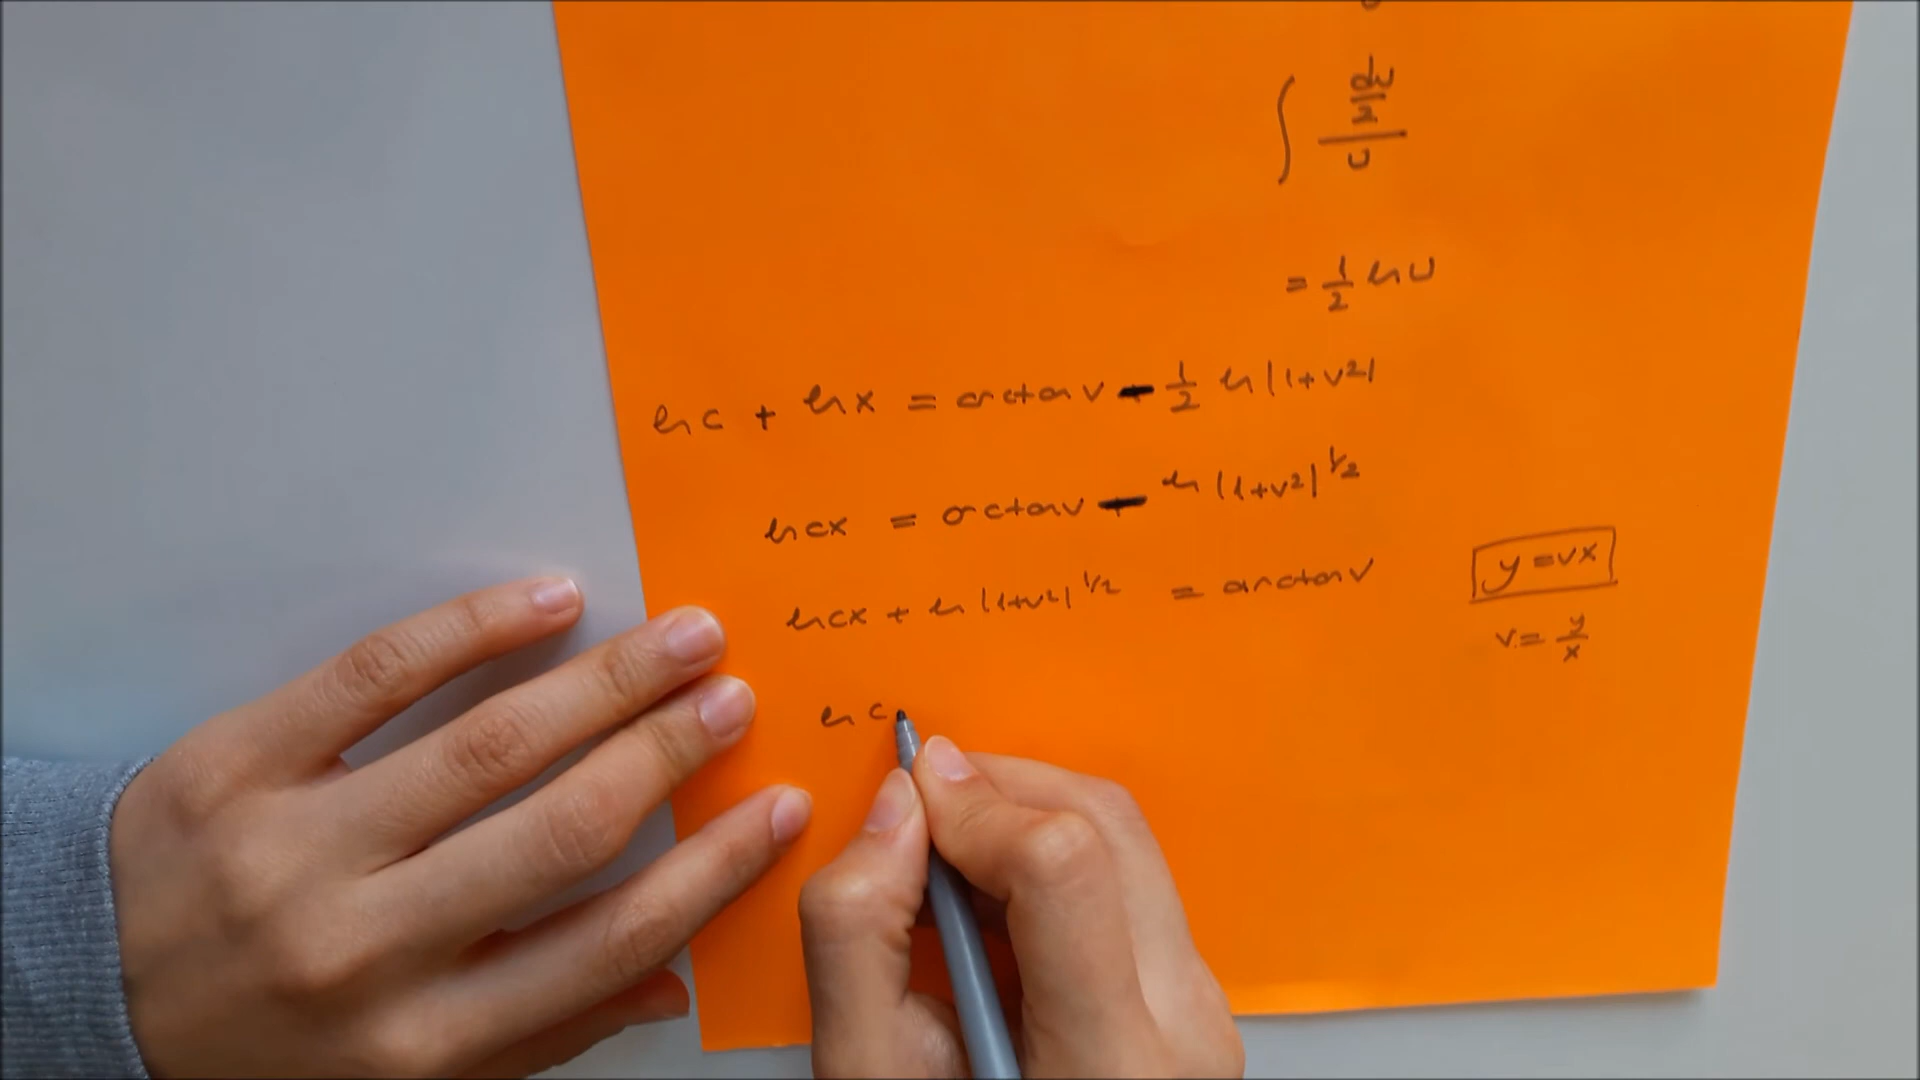 ∫ (du/2)/u
= 1/2 ln u
ln c + ln x = arctan v - 1/2 ln |1+v²|
ln cx = arctan v - ln |1+v²|^1/2
ln cx + ln |1+v²|^1/2 = arctan v
y = vx
v = y/x
ln c